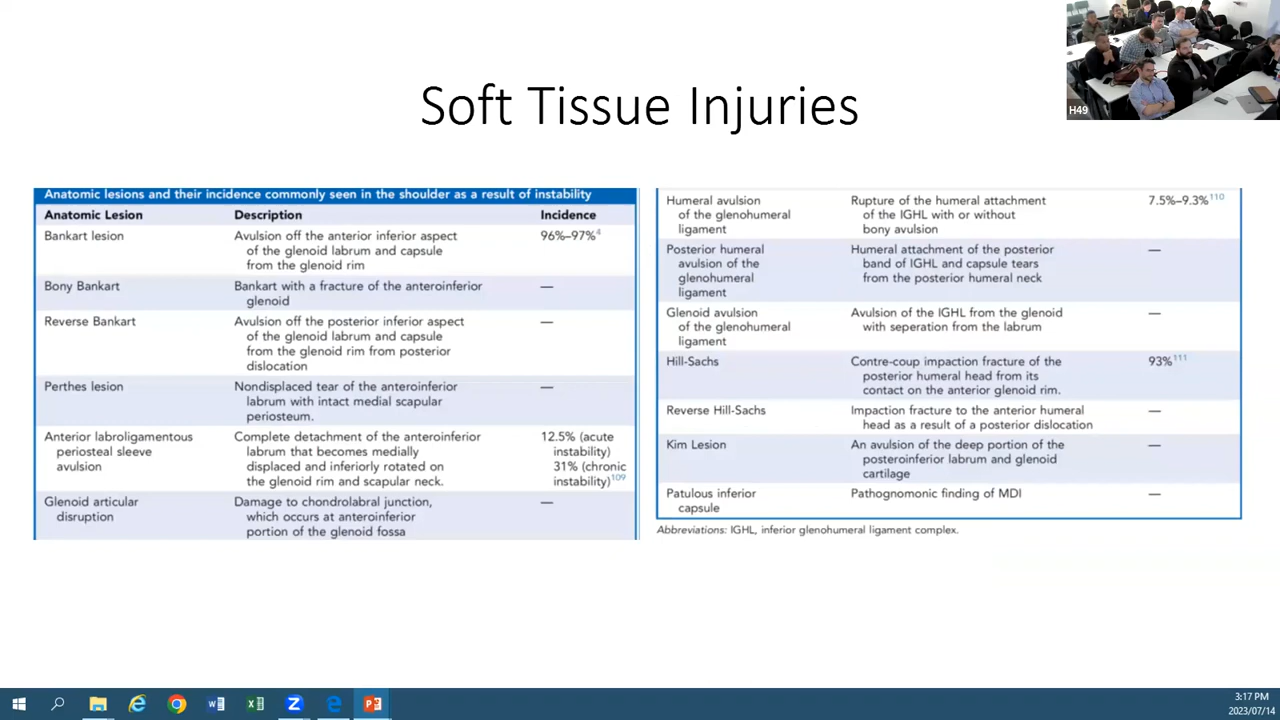 H49
Soft Tissue Injuries
Anatomic lesions and their incidence commonly seen in the shoulder as a result of instability
Anatomic Lesion Description Incidence
Bankart lesion Avulsion off the anterior inferior aspect 96%–97%4
of the glenoid labrum and capsule
from the glenoid rim
Bony Bankart Bankart with a fracture of the anteroinferior —
glenoid
Reverse Bankart Avulsion off the posterior inferior aspect —
of the glenoid labrum and capsule
from the glenoid rim from posterior
dislocation
Perthes lesion Nondisplaced tear of the anteroinferior —
labrum with intact medial scapular
periosteum.
Anterior labroligamentous Complete detachment of the anteroinferior 12.5% (acute
periosteal sleeve labrum that becomes medially instability)
avulsion displaced and inferiorly rotated on 31% (chronic
the glenoid rim and scapular neck. instability)109
Glenoid articular Damage to chondrolabral junction, —
disruption which occurs at anteroinferior
portion of the glenoid fossa
Humeral avulsion Rupture of the humeral attachment 7.5%–9.3%110
of the glenohumeral of the IGHL with or without
ligament bony avulsion
Posterior humeral Humeral attachment of the posterior —
avulsion of the band of IGHL and capsule tears
glenohumeral from the posterior humeral neck
ligament
Glenoid avulsion Avulsion of the IGHL from the glenoid —
of the glenohumeral with seperation from the labrum
ligament
Hill-Sachs Contre-coup impaction fracture of the 93%111
posterior humeral head from its
contact on the anterior glenoid rim.
Reverse Hill-Sachs Impaction fracture to the anterior humeral —
head as a result of a posterior dislocation
Kim Lesion An avulsion of the deep portion of the —
posteroinferior labrum and glenoid
cartilage
Patulous inferior Pathognomonic finding of MDI —
capsule
Abbreviations: IGHL, inferior glenohumeral ligament complex.
3:17 PM
2023/07/14